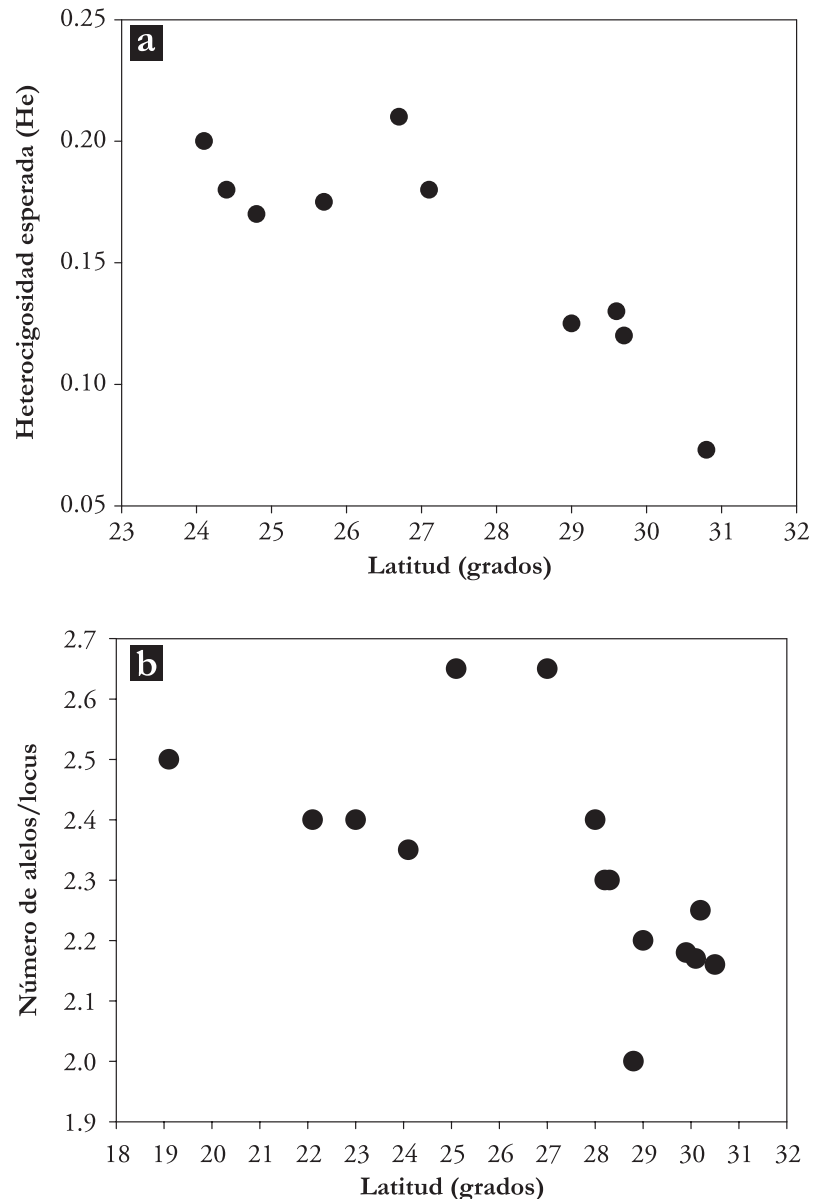 a
Heterocigosidad esperada (He)
0.25
0.20
0.15
0.10
0.05
23 24 25 26 27 28 29 30 31 32
Latitud (grados)
b
Número de alelos/locus
2.7
2.6
2.5
2.4
2.3
2.2
2.1
2.0
1.9
18 19 20 21 22 23 24 25 26 27 28 29 30 31 32
Latitud (grados)